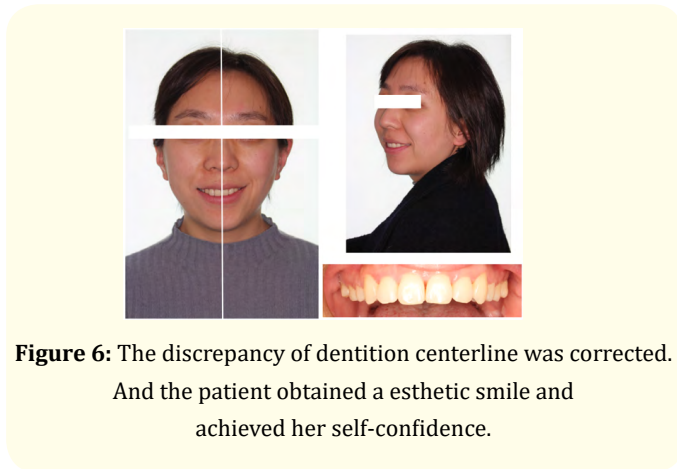 Figure 6: The discrepancy of dentition centerline was corrected.
And the patient obtained a esthetic smile and
achieved her self-confidence.